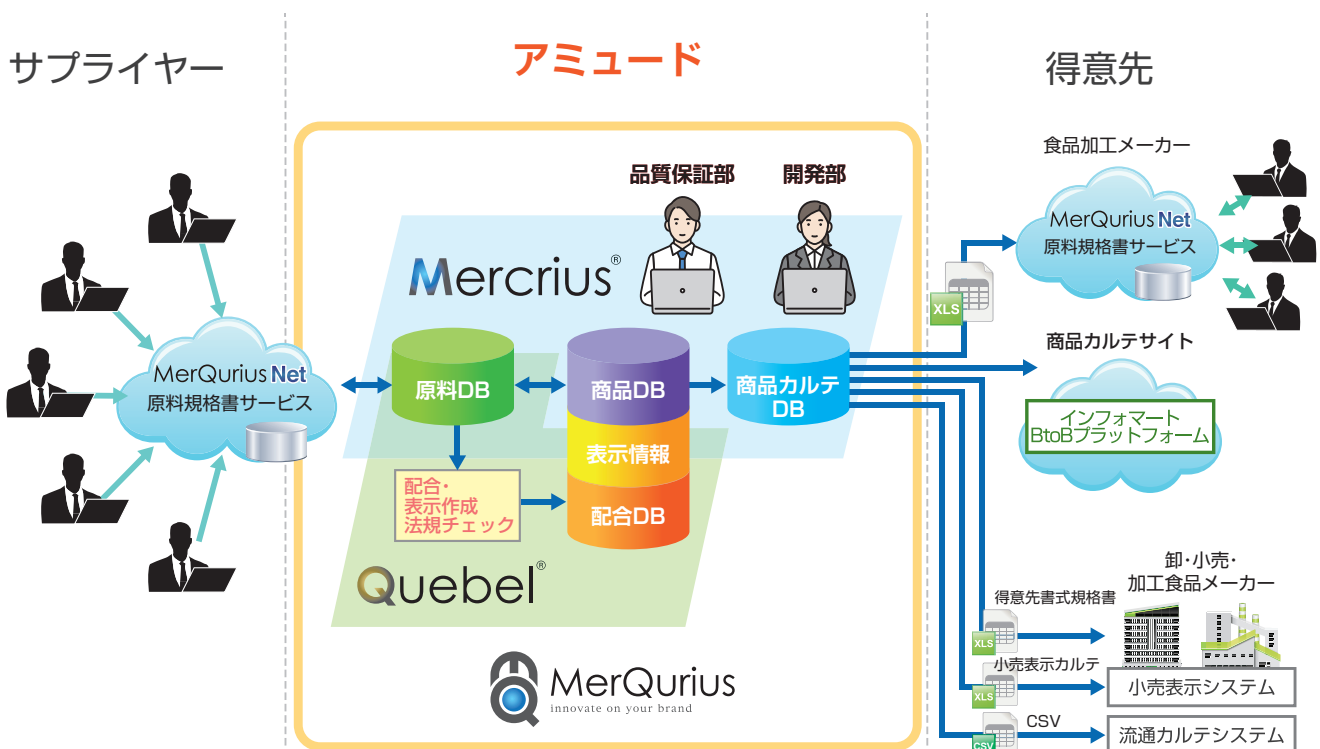 サプライヤー
アミュード
得意先
品質保証部
開発部
Mercrius®
MerQurius Net
原料規格書サービス
原料DB
商品DB
商品カルテ
DB
表示情報
配合DB
配合・
表示作成
法規チェック
Quebel®
MerQurius
innovate on your brand
食品加工メーカー
MerQurius Net
原料規格書サービス
XLS
商品カルテサイト
インフォマート
BtoBプラットフォーム
卸・小売・
加工食品メーカー
得意先書式規格書
XLS
小売表示カルテ
XLS
小売表示システム
CSV
CSV
流通カルテシステム